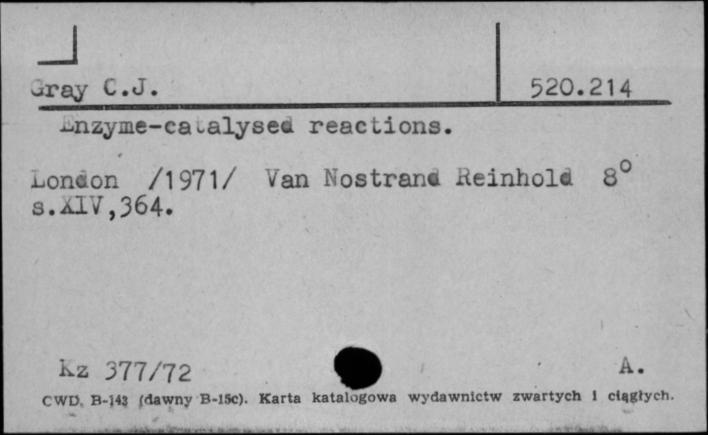 Gray C.J. 520.214
Enzyme-catalysed reactions.
London /1971/ Van Nostrand Reinhold 8°
s.XIV,364.
Kz 377/72 A.
CWD, B-143 (dawny B-15c). Karta katalogowa wydawnictw zwartych i ciągłych.